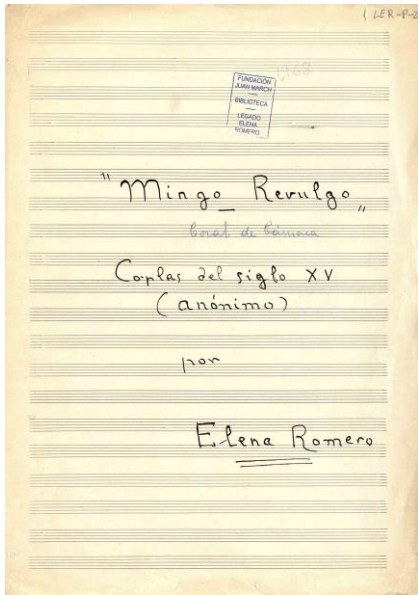 LER-P-
1963
FUNDACIÓN
JUAN MARCH
BIBLIOTECA
LEGADO
ELENA
ROMERO
"Mingo Revulgo"
Coral de Cámara
Coplas del siglo XV
(anónimo)
por
Elena Romero